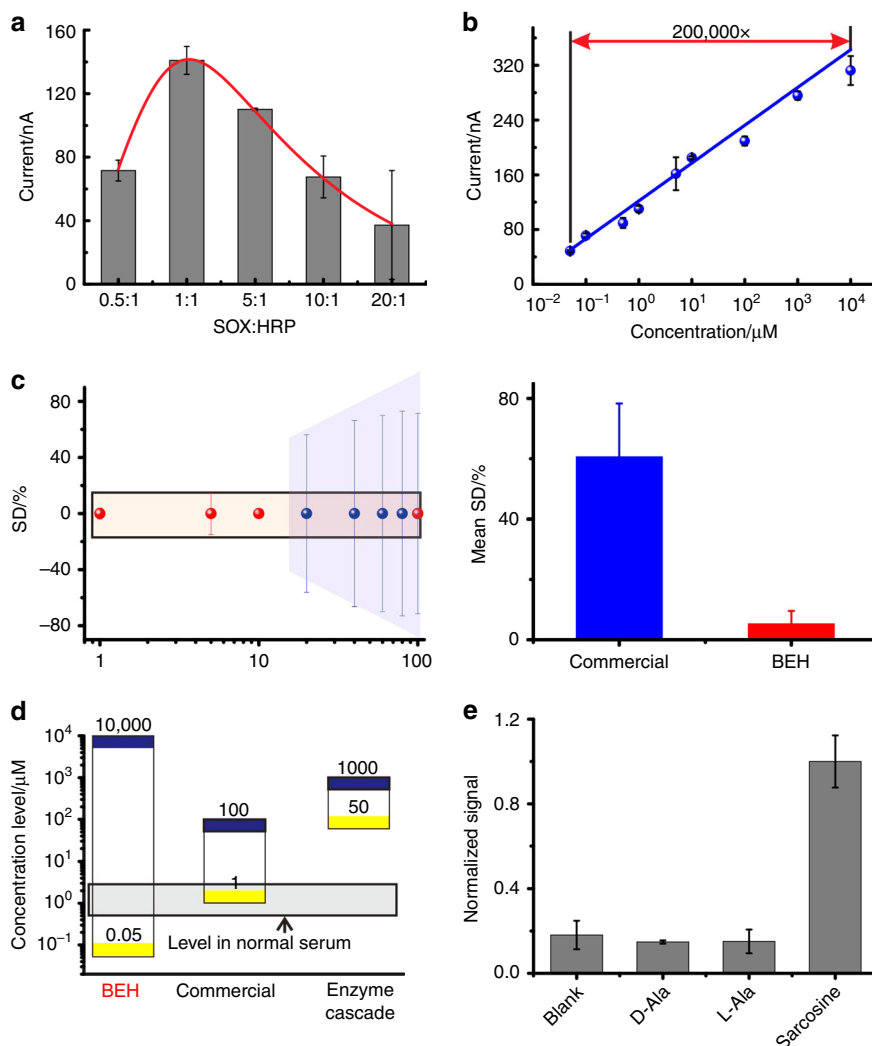 a
160
120
80
40
0
Current/nA
0.5:1 1:1 5:1 10:1 20:1
SOX:HRP
b
200,000×
320
240
160
80
0
Current/nA
10⁻² 10⁻¹ 10⁰ 10¹ 10² 10³ 10⁴
Concentration/μM
c
80
40
0
−40
−80
SD/%
1 10 100
80
40
0
Mean SD/%
Commercial BEH
d
10⁴
10³
10²
10¹
10⁰
10⁻¹
Concentration level/μM
10,000
1000
100
50
1
0.05
Level in normal serum
BEH Commercial Enzyme
cascade
e
1.2
0.8
0.4
0.0
Normalized signal
Blank D-Ala L-Ala Sarcosine